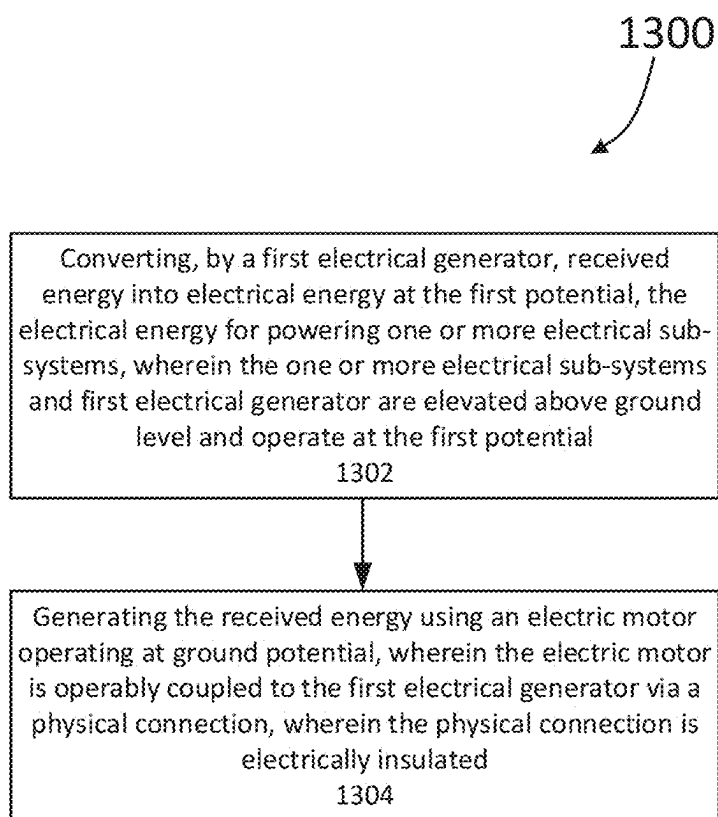 1300
Converting, by a first electrical generator, received
energy into electrical energy at the first potential, the
electrical energy for powering one or more electrical sub-
systems, wherein the one or more electrical sub-systems
and first electrical generator are elevated above ground
level and operate at the first potential
1302
Generating the received energy using an electric motor
operating at ground potential, wherein the electric motor
is operably coupled to the first electrical generator via a
physical connection, wherein the physical connection is
electrically insulated
1304